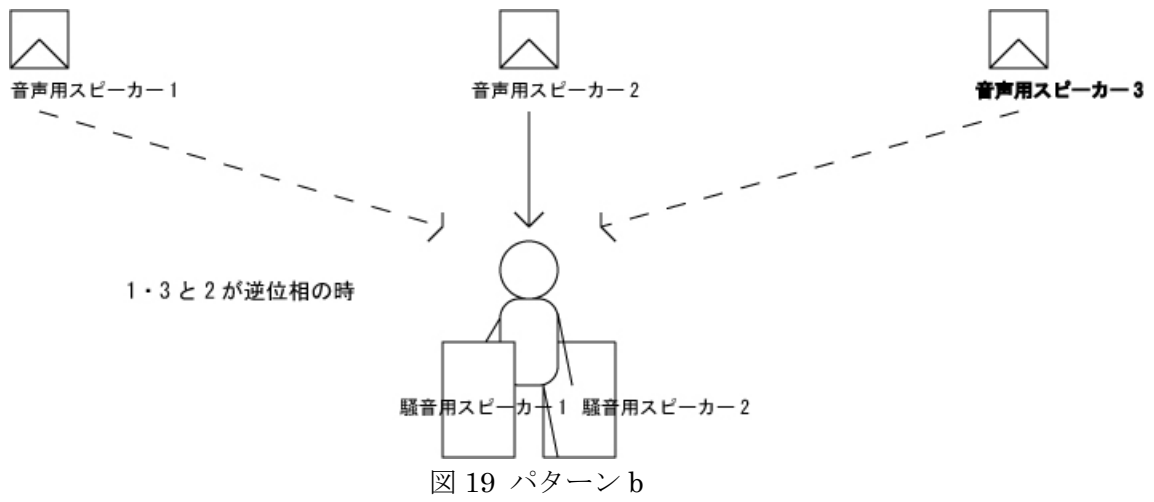 音声用スピーカー1
音声用スピーカー2
音声用スピーカー3
1・3と2が逆位相の時
騒音用スピーカー1
騒音用スピーカー2
図 19 パターン b